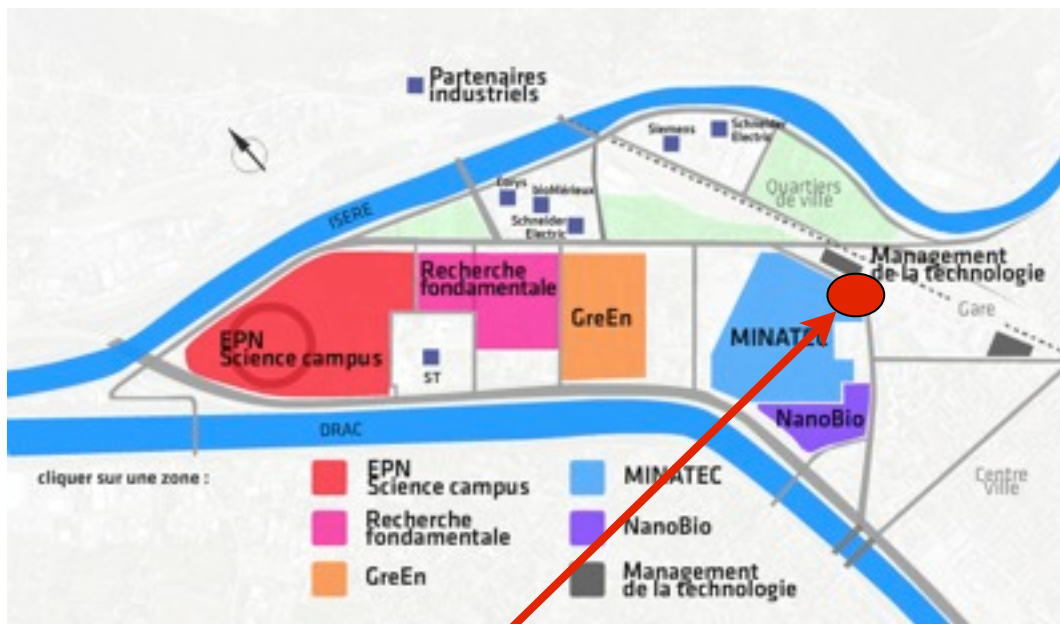 Partenaires
industriels
Siemens
Schneider
Electric
Corys
bioMérieux
Schneider
Electric
Quartiers
de ville
ISERE
Management
de la technologie
Recherche
fondamentale
GreEn
Gare
EPN
Science campus
MINATEC
ST
NanoBio
DRAC
Centre
ville
cliquer sur une zone :
EPN
Science campus
MINATEC
Recherche
fondamentale
NanoBio
GreEn
Management
de la technologie